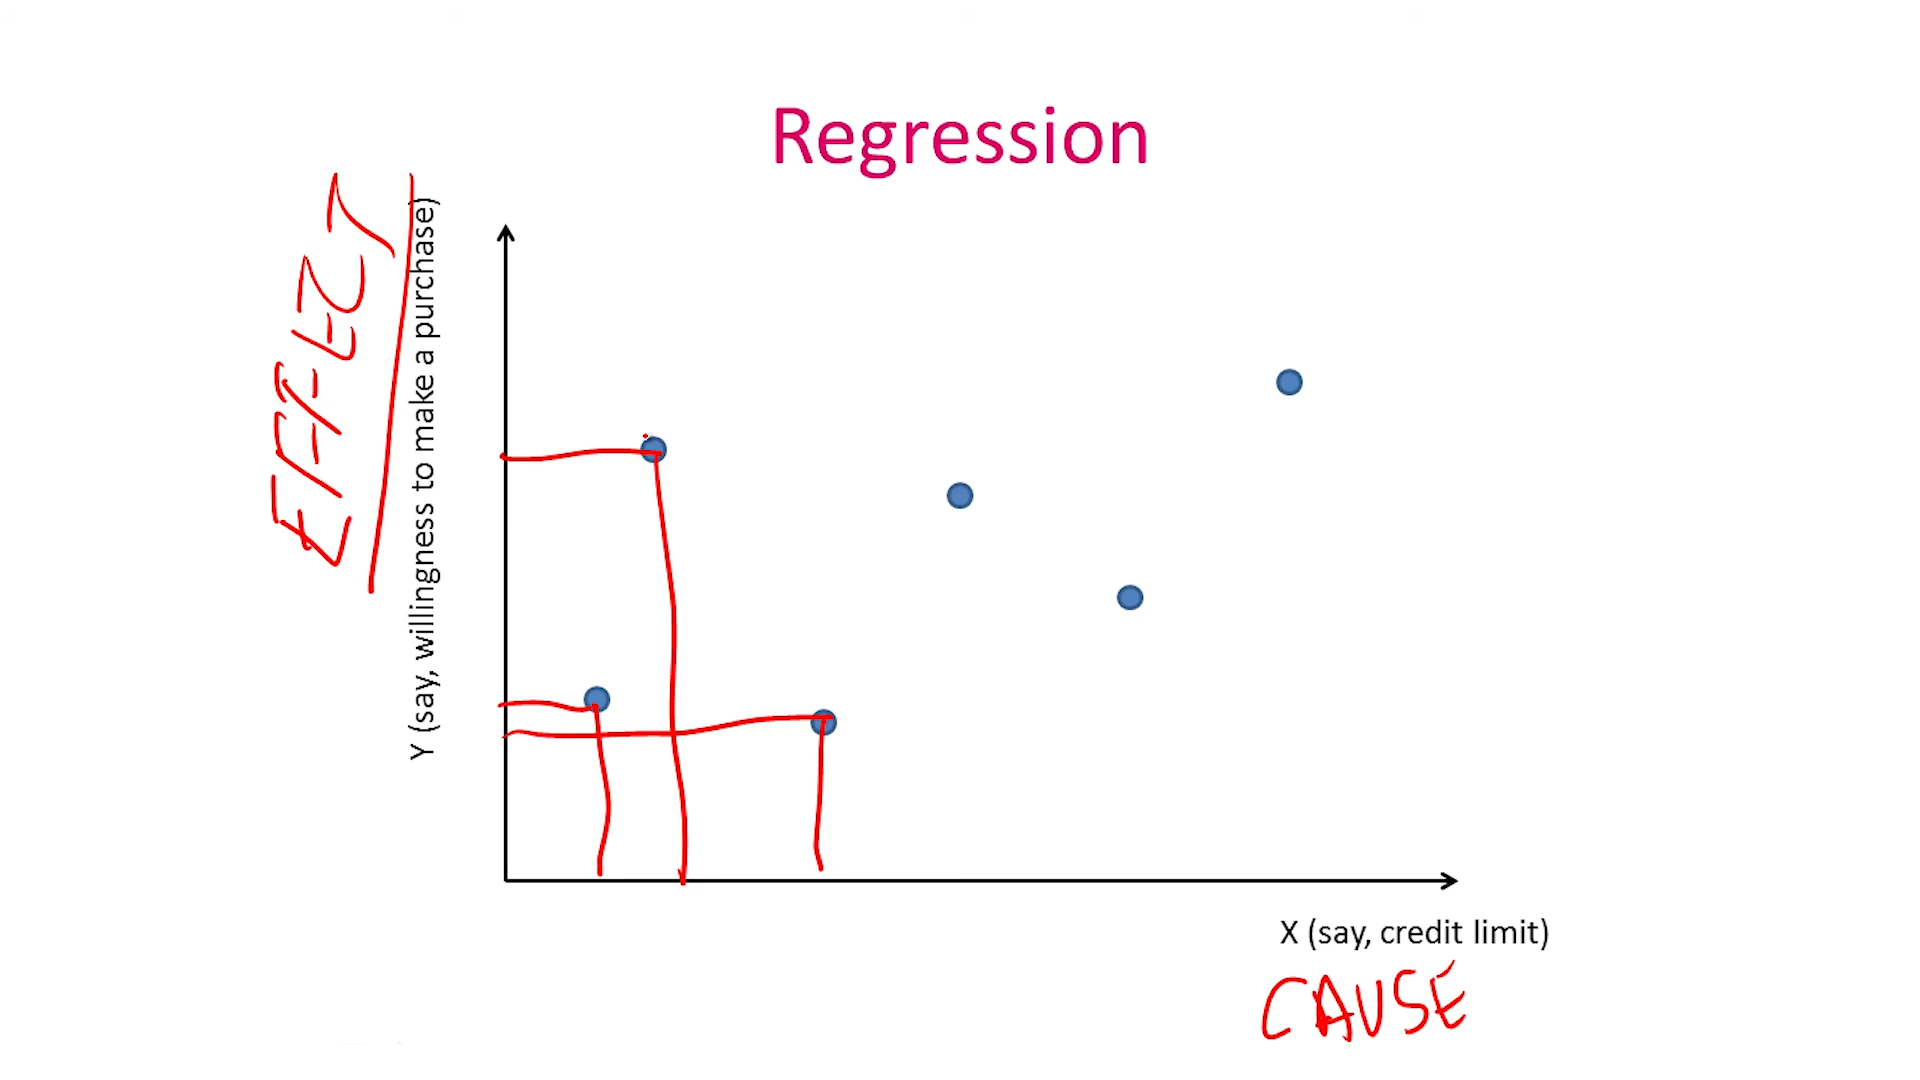 Regression
EFFECT
Y (say, willingness to make a purchase)
X (say, credit limit)
CAUSE